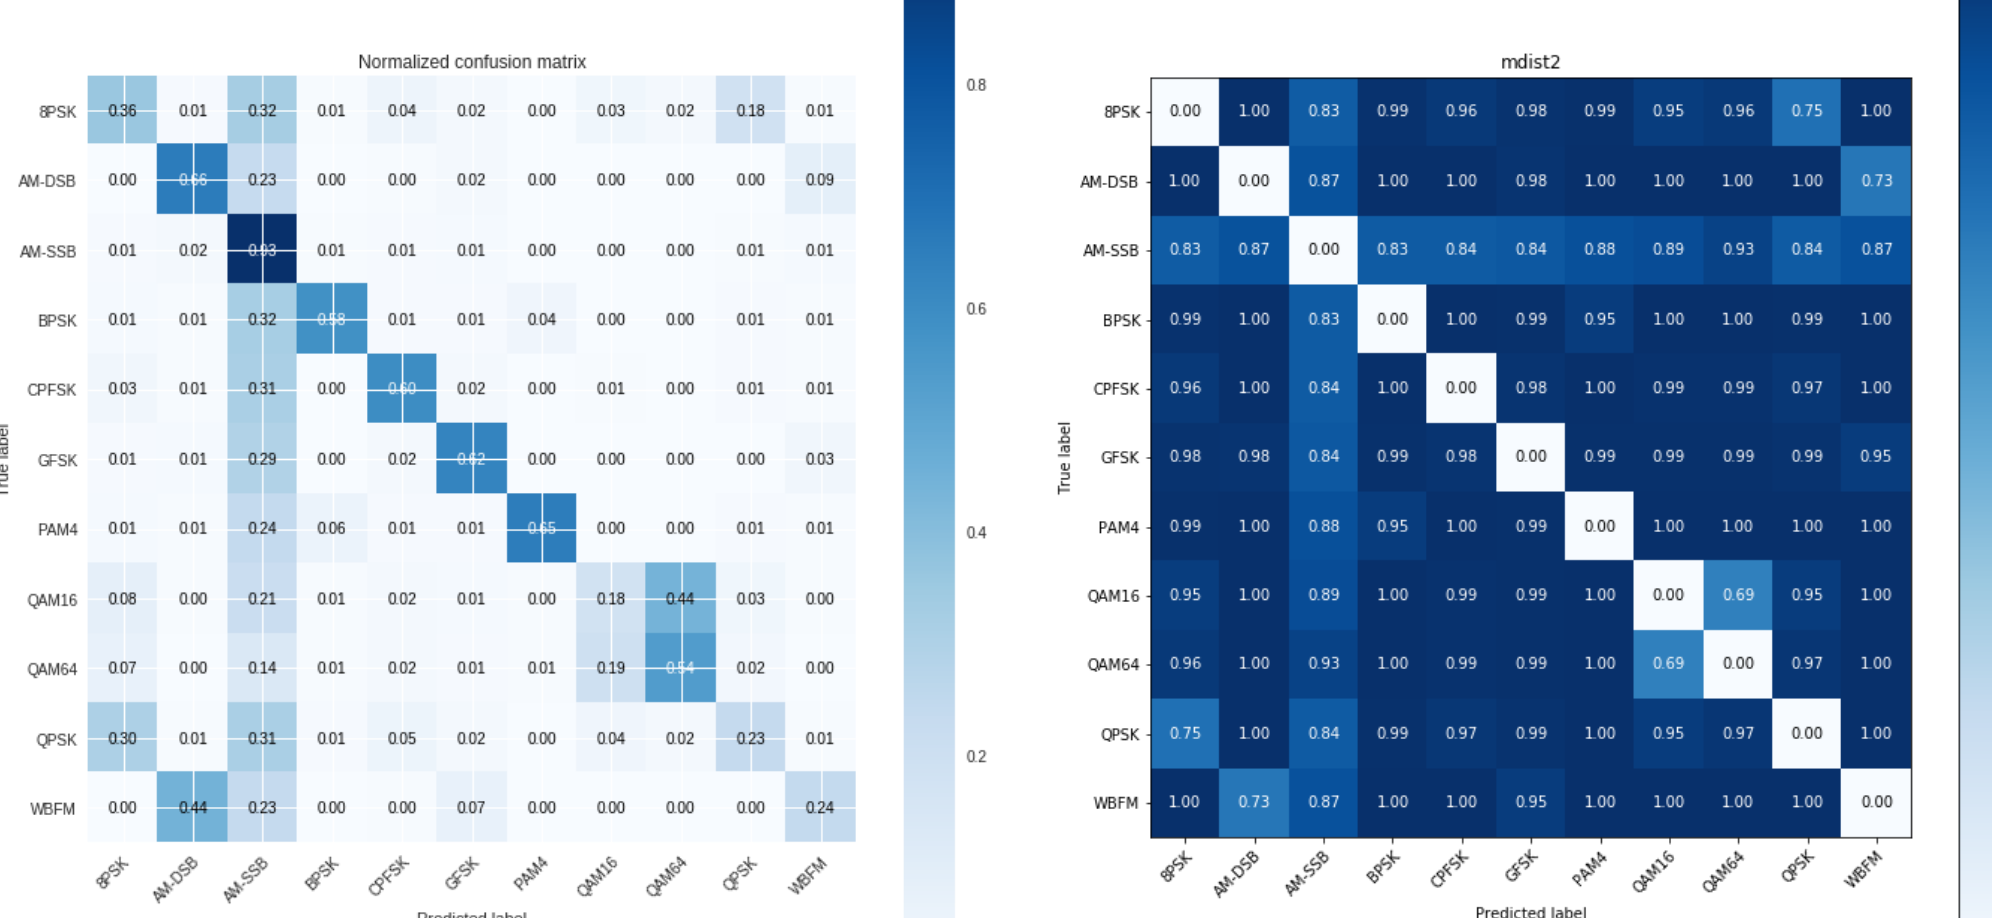 Normalized confusion matrix
8PSK 0.36 0.01 0.32 0.01 0.04 0.02 0.00 0.03 0.02 0.18 0.01
AM-DSB 0.00 0.66 0.23 0.00 0.00 0.02 0.00 0.00 0.00 0.00 0.09
AM-SSB 0.01 0.02 0.93 0.01 0.01 0.01 0.00 0.00 0.00 0.01 0.01
BPSK 0.01 0.01 0.32 0.58 0.01 0.01 0.04 0.00 0.00 0.01 0.01
CPFSK 0.03 0.01 0.31 0.00 0.60 0.02 0.00 0.01 0.00 0.01 0.01
GFSK 0.01 0.01 0.29 0.00 0.02 0.62 0.00 0.00 0.00 0.00 0.03
PAM4 0.01 0.01 0.24 0.06 0.01 0.01 0.65 0.00 0.00 0.01 0.01
QAM16 0.08 0.00 0.21 0.01 0.02 0.01 0.00 0.18 0.44 0.03 0.00
QAM64 0.07 0.00 0.14 0.01 0.02 0.01 0.01 0.19 0.54 0.02 0.00
QPSK 0.30 0.01 0.31 0.01 0.05 0.02 0.00 0.04 0.02 0.23 0.01
WBFM 0.00 0.44 0.23 0.00 0.00 0.07 0.00 0.00 0.00 0.00 0.24
8PSK AM-DSB AM-SSB BPSK CPFSK GFSK PAM4 QAM16 QAM64 QPSK WBFM
True label
Predicted label
0.8
0.6
0.4
0.2
mdist2
8PSK 0.00 1.00 0.83 0.99 0.96 0.98 0.99 0.95 0.96 0.75 1.00
AM-DSB 1.00 0.00 0.87 1.00 1.00 0.98 1.00 1.00 1.00 1.00 0.73
AM-SSB 0.83 0.87 0.00 0.83 0.84 0.84 0.88 0.89 0.93 0.84 0.87
BPSK 0.99 1.00 0.83 0.00 1.00 0.99 0.95 1.00 1.00 0.99 1.00
CPFSK 0.96 1.00 0.84 1.00 0.00 0.98 1.00 0.99 0.99 0.97 1.00
GFSK 0.98 0.98 0.84 0.99 0.98 0.00 0.99 0.99 0.99 0.99 0.95
PAM4 0.99 1.00 0.88 0.95 1.00 0.99 0.00 1.00 1.00 1.00 1.00
QAM16 0.95 1.00 0.89 1.00 0.99 0.99 1.00 0.00 0.69 0.95 1.00
QAM64 0.96 1.00 0.93 1.00 0.99 0.99 1.00 0.69 0.00 0.97 1.00
QPSK 0.75 1.00 0.84 0.99 0.97 0.99 1.00 0.95 0.97 0.00 1.00
WBFM 1.00 0.73 0.87 1.00 1.00 0.95 1.00 1.00 1.00 1.00 0.00
8PSK AM-DSB AM-SSB BPSK CPFSK GFSK PAM4 QAM16 QAM64 QPSK WBFM
True label
Predicted label